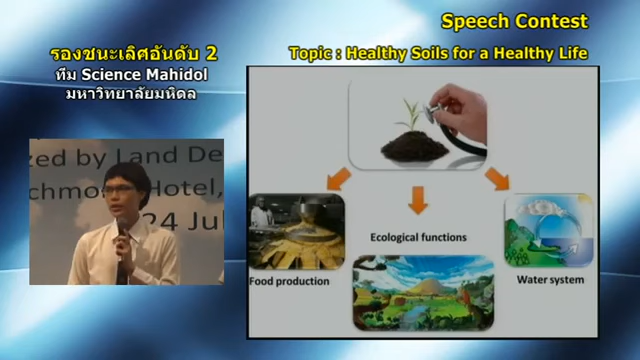 Speech Contest
รองชนะเลิศอันดับ 2
ทีม Science Mahidol
มหาวิทยาลัยมหิดล
Topic : Healthy Soils for a Healthy Life
zed by Land De
chmon Hotel,
24 Jul
Ecological functions
Food production
Water system